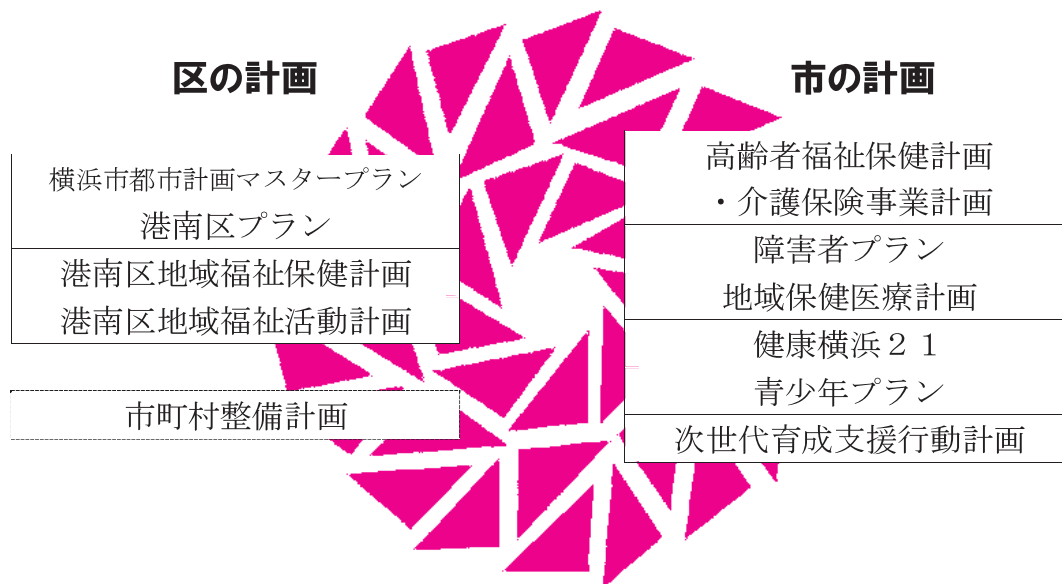 区の計画
横浜市都市計画マスタープラン
港南区プラン
港南区地域福祉保健計画
港南区地域福祉活動計画
市町村整備計画
市の計画
高齢者福祉保健計画
・介護保険事業計画
障害者プラン
地域保健医療計画
健康横浜２１
青少年プラン
次世代育成支援行動計画